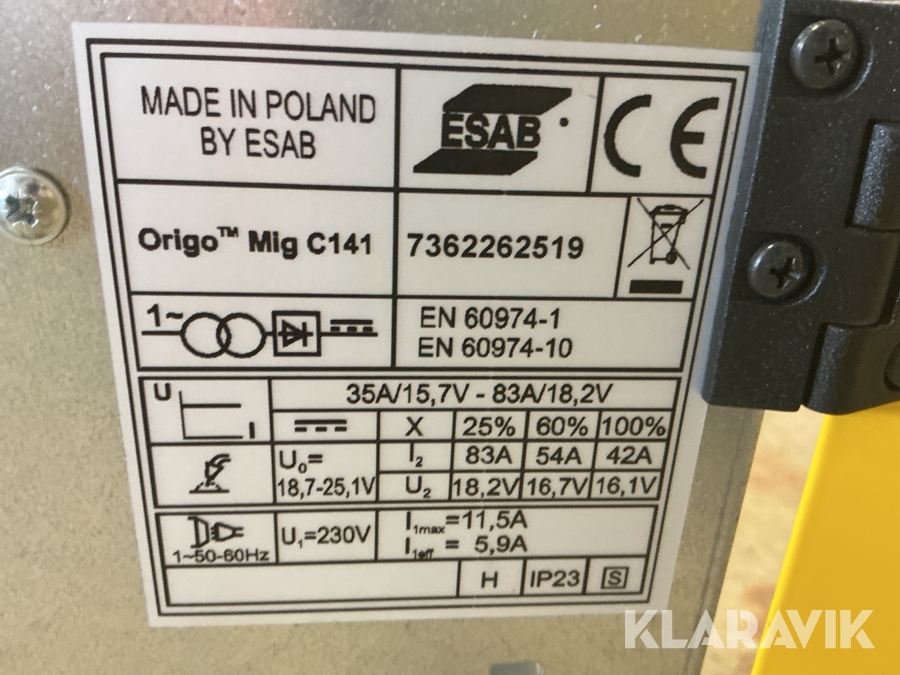 MADE IN POLAND
BY ESAB
ESAB
CE
Origo™ Mig C141
7362262519
1~
EN 60974-1
EN 60974-10
U
I
35A/15,7V - 83A/18,2V
X 25% 60% 100%
U₀=
18,7-25,1V
I₂ 83A 54A 42A
U₂ 18,2V 16,7V 16,1V
1~50-60Hz
U₁=230V
I₁max=11,5A
I₁eff = 5,9A
H IP23 S
KLARAVIK